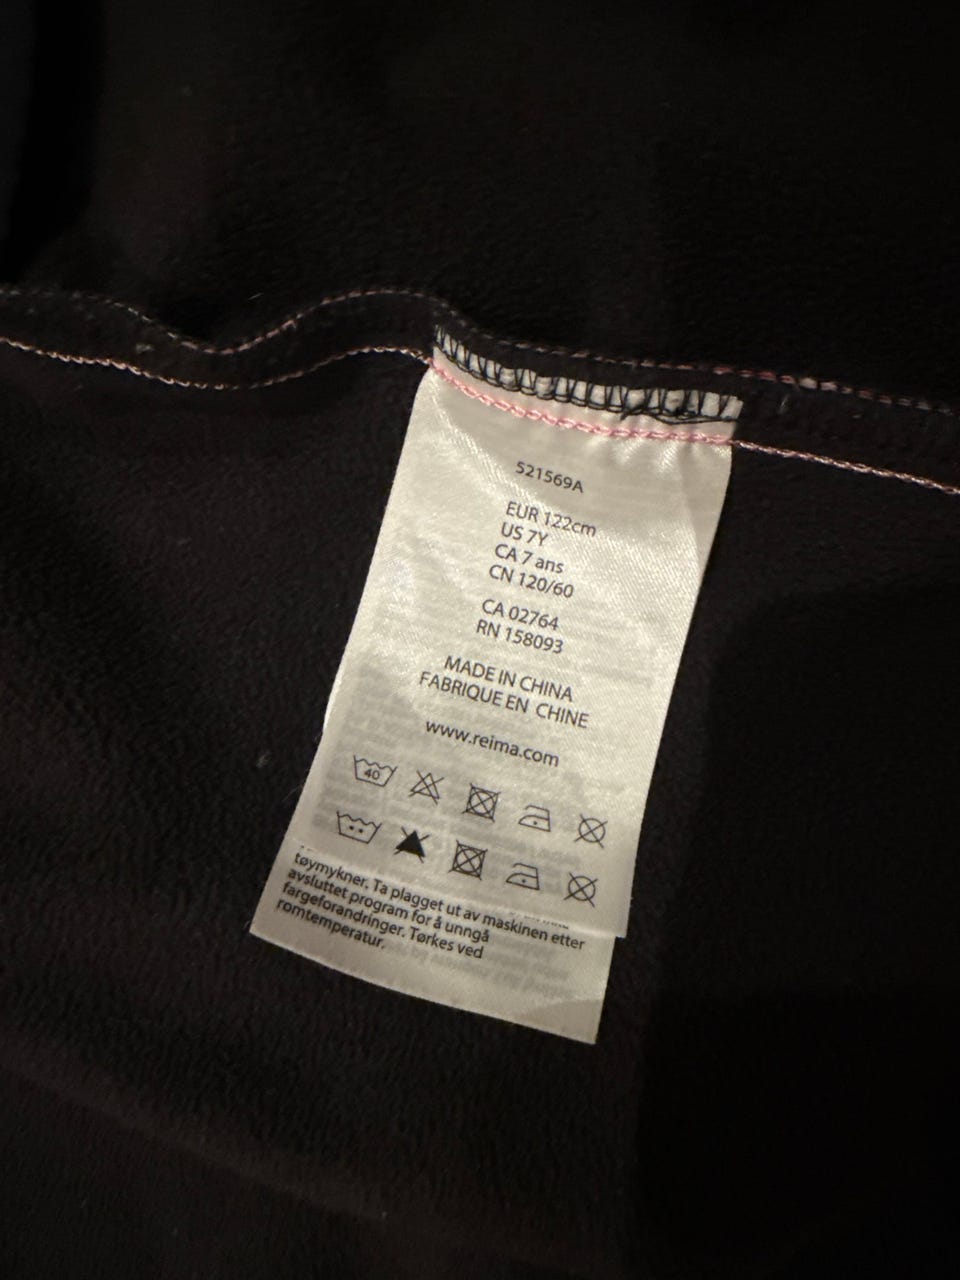 521569A
EUR 122cm
US 7Y
CA 7 ans
CN 120/60
CA 02764
RN 158093
MADE IN CHINA
FABRIQUE EN CHINE
www.reima.com
40
tøymykner. Ta plagget ut av maskinen etter
avsluttet program for å unngå
fargeforandringer. Tørkes ved
romtemperatur.